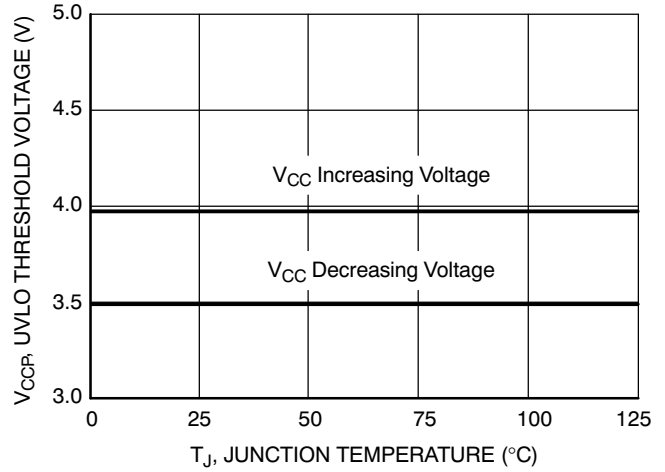 V_CCP, UVLO THRESHOLD VOLTAGE (V)
5.0
4.5
4.0
3.5
3.0
V_CC Increasing Voltage
V_CC Decreasing Voltage
0 25 50 75 100 125
T_J, JUNCTION TEMPERATURE (°C)